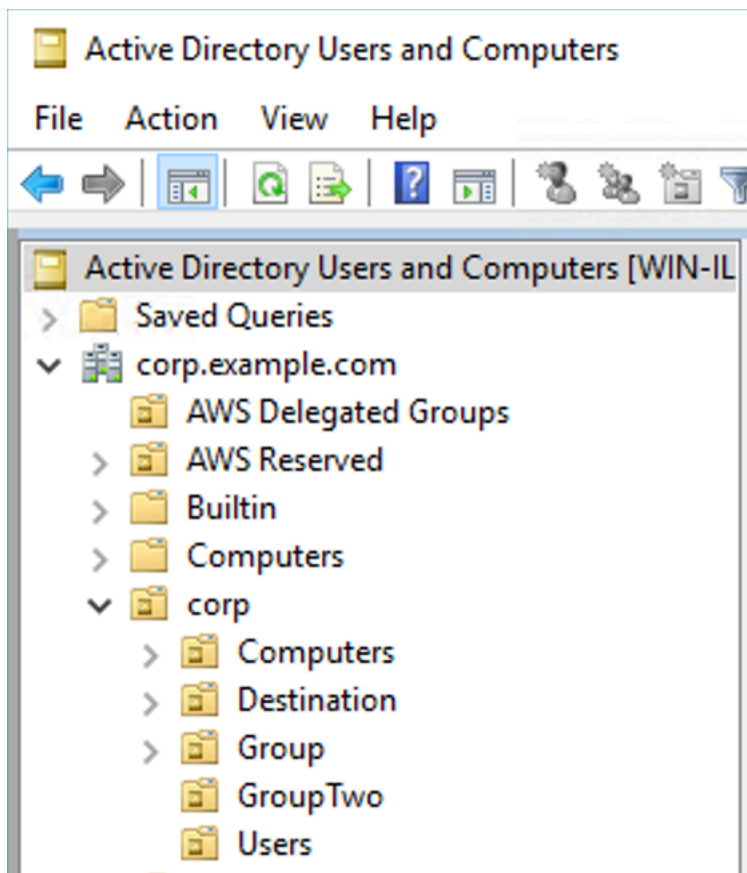 Active Directory Users and Computers
File Action View Help
Active Directory Users and Computers [WIN-IL
Saved Queries
corp.example.com
AWS Delegated Groups
AWS Reserved
Builtin
Computers
corp
Computers
Destination
Group
GroupTwo
Users